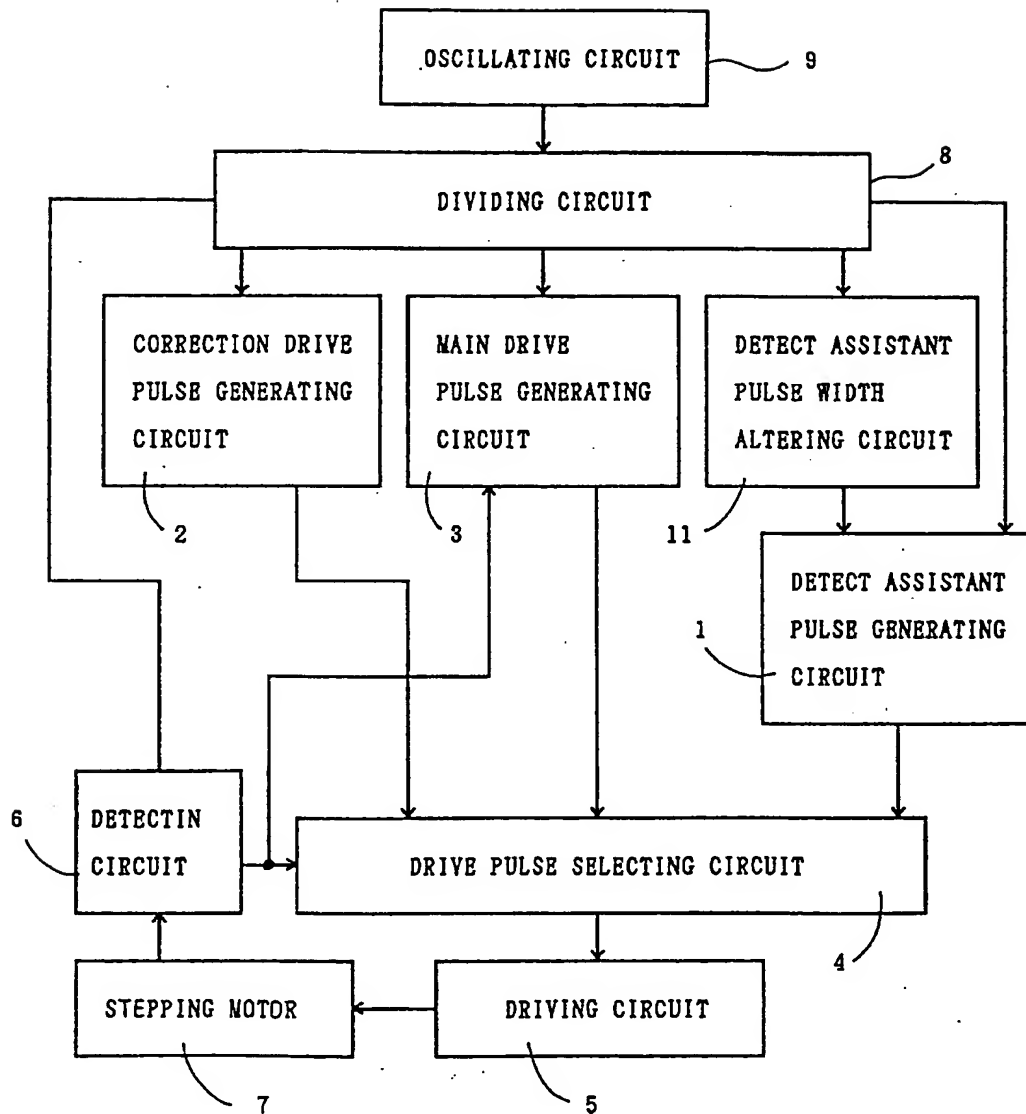 OSCILLATING CIRCUIT
9
8
DIVIDING CIRCUIT
CORRECTION DRIVE
PULSE GENERATING
CIRCUIT
2
MAIN DRIVE
PULSE GENERATING
CIRCUIT
3
DETECT ASSISTANT
PULSE WIDTH
ALTERING CIRCUIT
11
DETECT ASSISTANT
PULSE GENERATING
CIRCUIT
1
6
DETECTIN
CIRCUIT
DRIVE PULSE SELECTING CIRCUIT
4
STEPPING MOTOR
7
DRIVING CIRCUIT
5